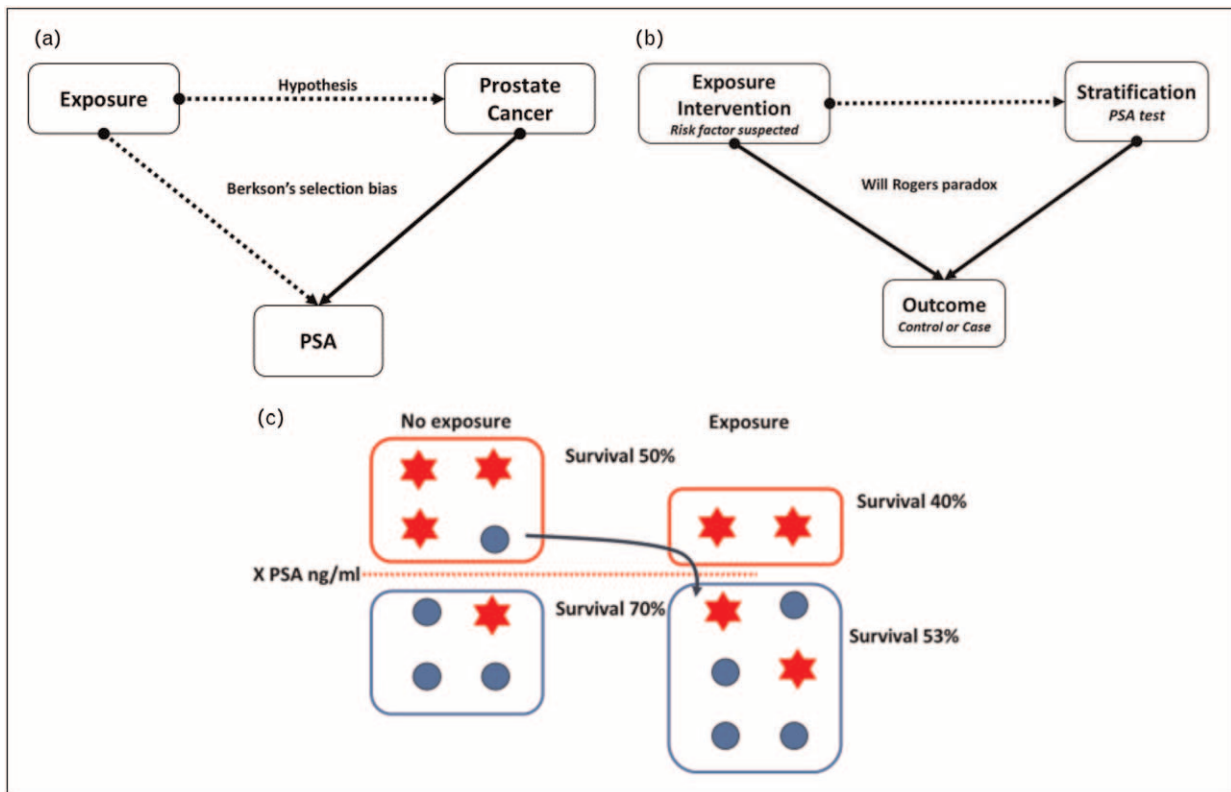 (a)
Exposure
Hypothesis
Prostate
Cancer
Berkson's selection bias
PSA
(b)
Exposure
Intervention
Risk factor suspected
Stratification
PSA test
Will Rogers paradox
Outcome
Control or Case
(c)
No exposure
Exposure
Survival 50%
Survival 40%
X PSA ng/ml
Survival 70%
Survival 53%